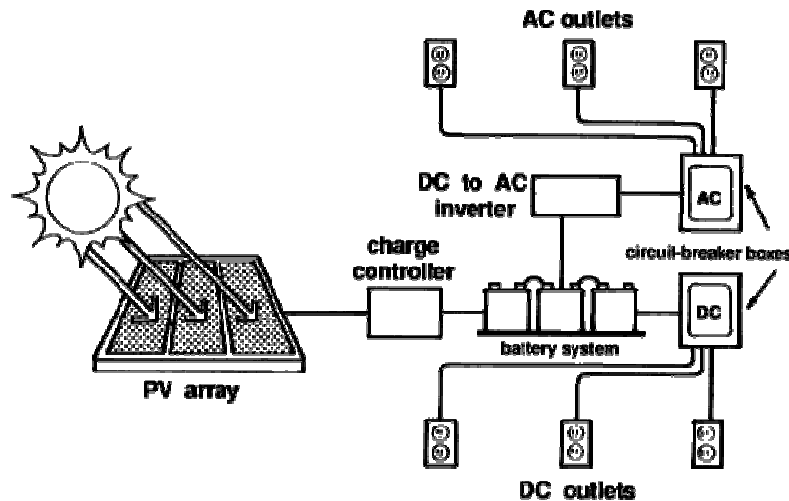 AC outlets
DC to AC
inverter
AC
circuit-breaker boxes
charge
controller
DC
battery system
PV array
DC outlets